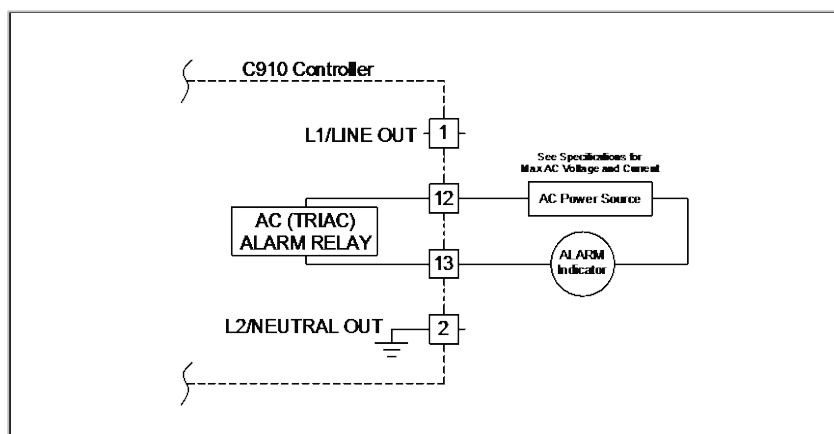 C910 Controller
L1/LINE OUT
1
See Specifications for
Max AC Voltage and Current
12
AC Power Source
AC (TRIAC)
ALARM RELAY
13
ALARM
Indicator
L2/NEUTRAL OUT
2